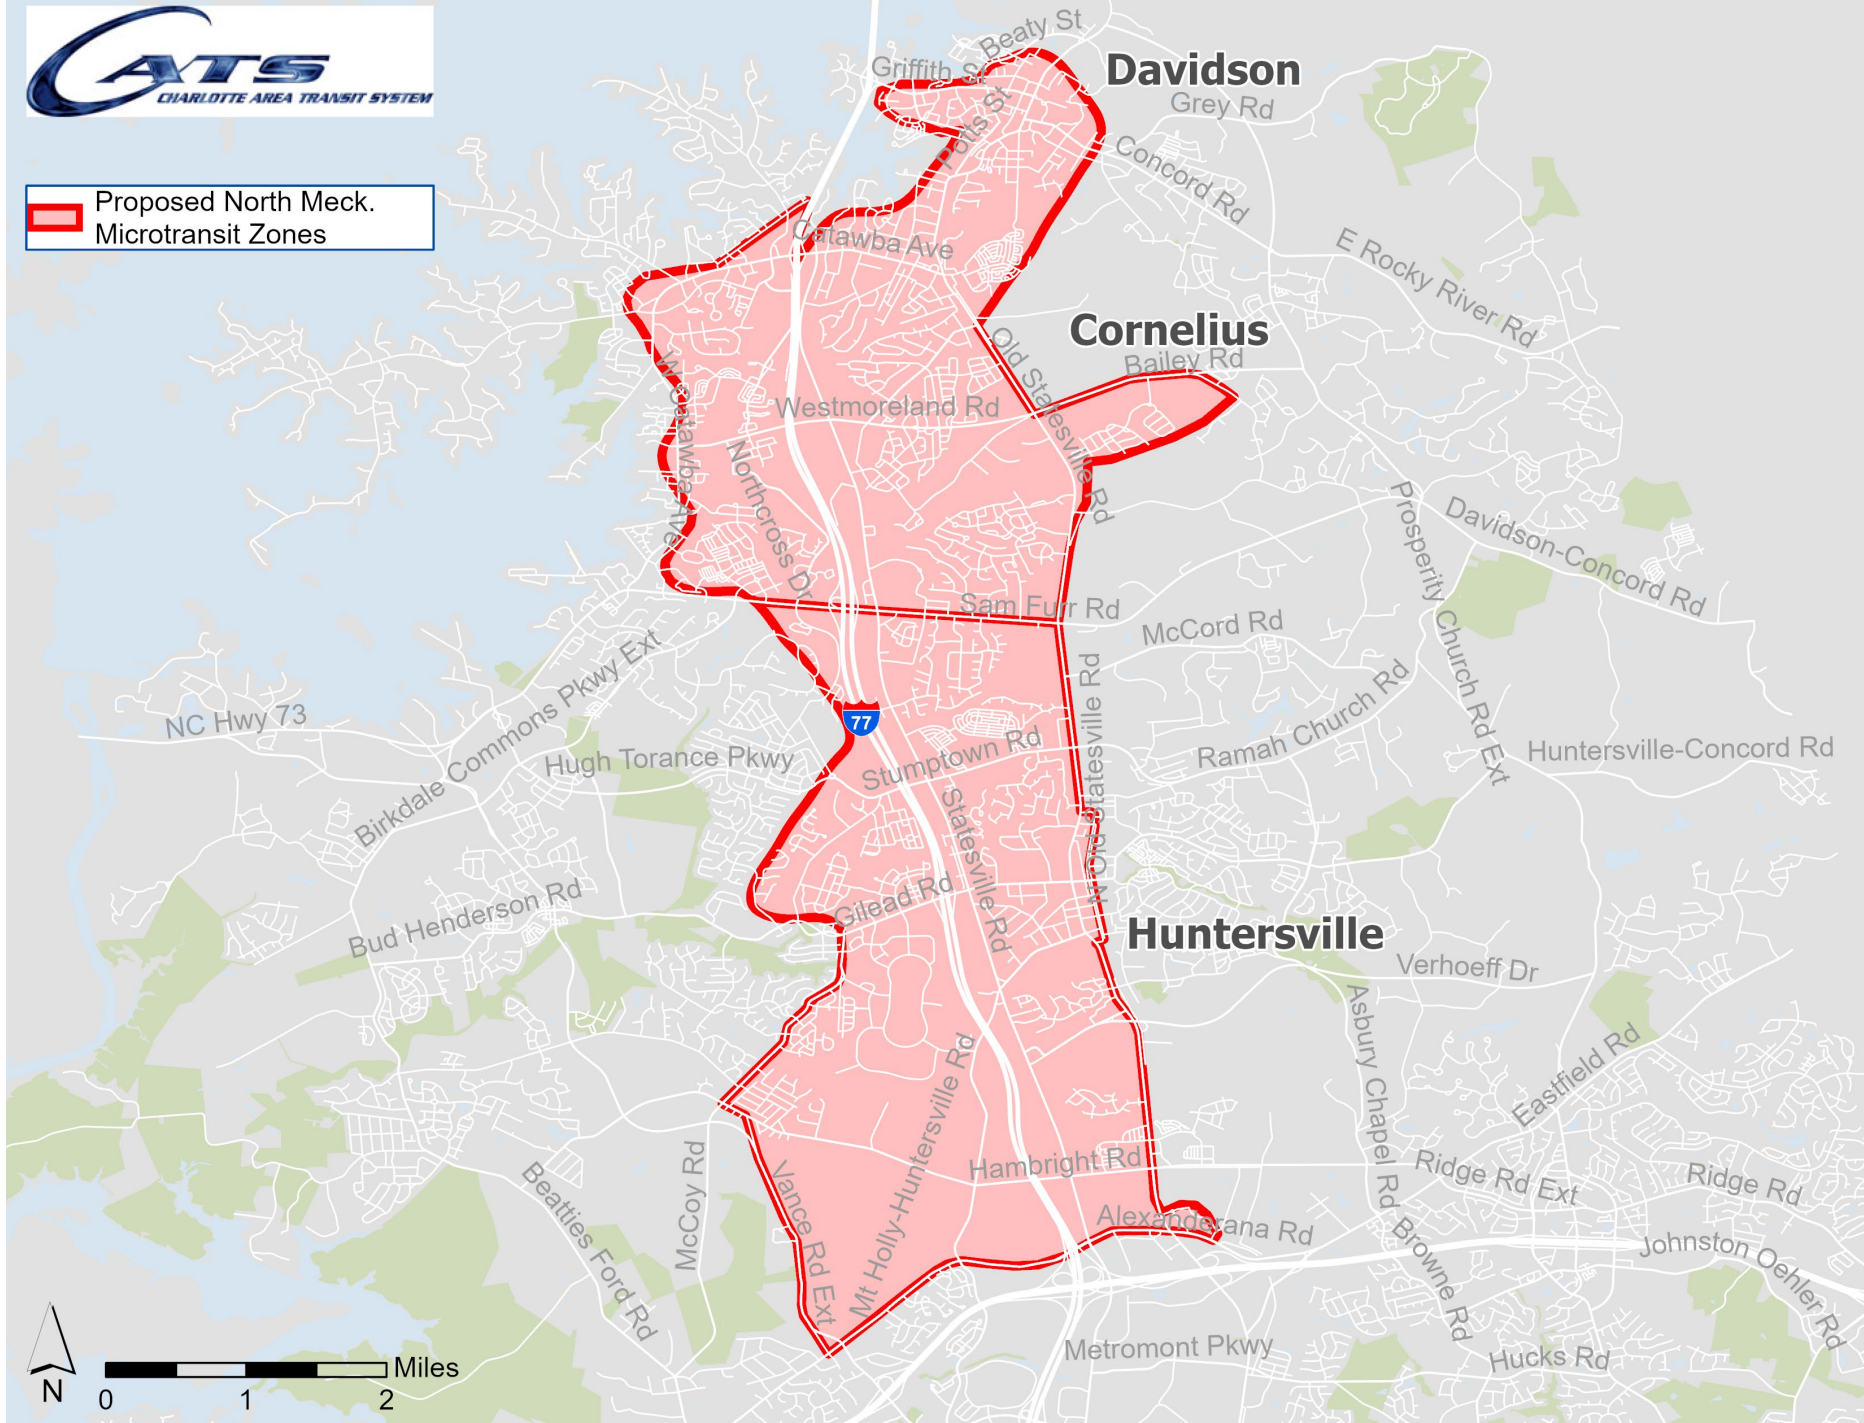 CATS
CHARLOTTE AREA TRANSIT SYSTEM
Proposed North Meck.
Microtransit Zones
Beaty St
Griffith St
Davidson
Grey Rd
Potts St
Concord Rd
Catawba Ave
E Rocky River Rd
Cornelius
Old Statesville Rd
Bailey Rd
W Catawba Ave
Westmoreland Rd
Northcross Dr
Prosperity Church Rd Ext
Davidson-Concord Rd
Sam Furr Rd
McCord Rd
Birkdale Commons Pkwy Ext
N Old Statesville Rd
Ramah Church Rd
NC Hwy 73
77
Hugh Torance Pkwy
Stumptown Rd
Huntersville-Concord Rd
Statesville Rd
Gilead Rd
Bud Henderson Rd
Huntersville
Verhoeff Dr
Asbury Chapel Rd
Eastfield Rd
Mt Holly-Huntersville Rd
McCoy Rd
Hambright Rd
Ridge Rd Ext
Ridge Rd
Beatties Ford Rd
Vance Rd Ext
Alexanderana Rd
Browne Rd
Johnston Oehler Rd
Metromont Pkwy
Hucks Rd
N
Miles
0 1 2